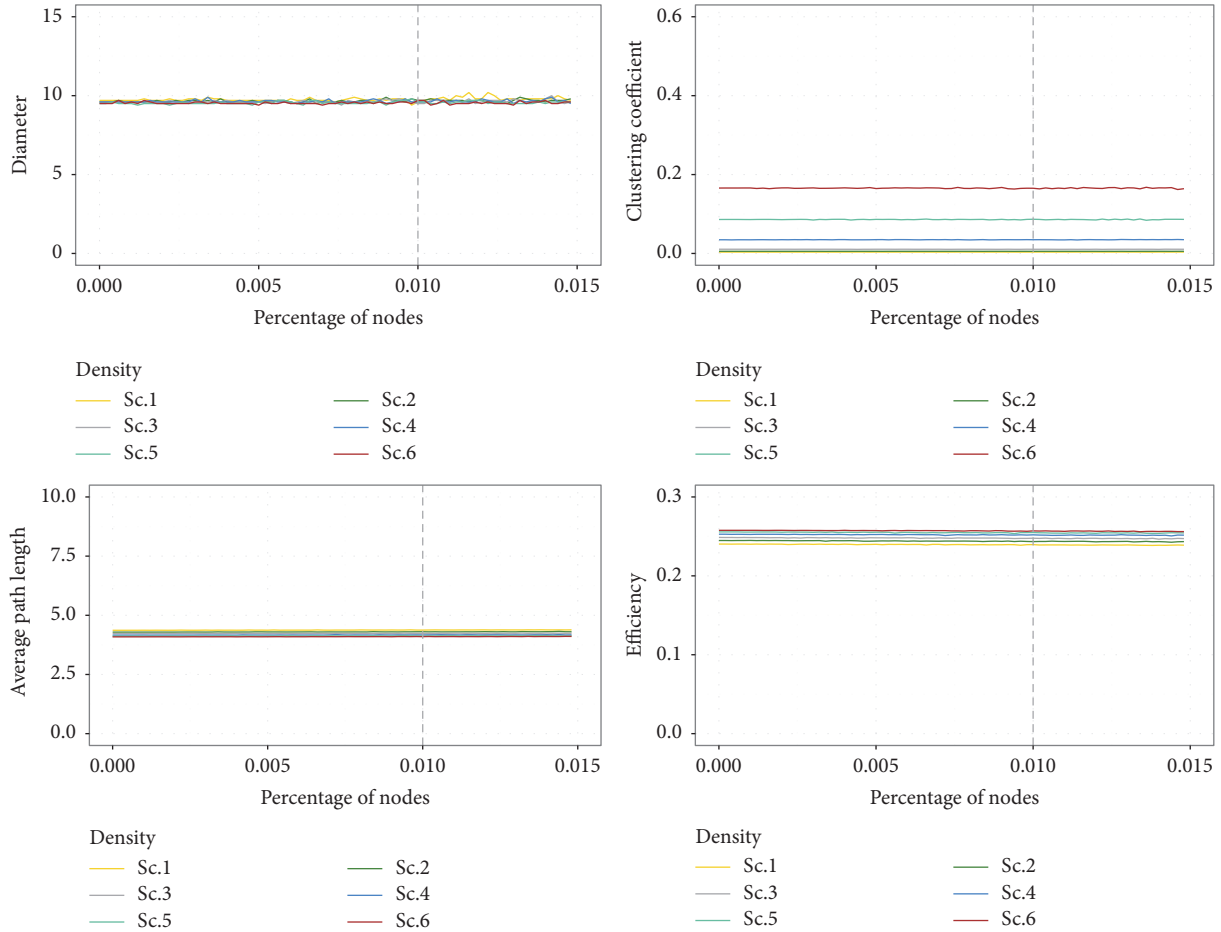 15
10
5
0
Diameter
0.000 0.005 0.010 0.015
Percentage of nodes
Density
Sc.1 Sc.2
Sc.3 Sc.4
Sc.5 Sc.6
0.6
0.4
0.2
0.0
Clustering coefficient
0.000 0.005 0.010 0.015
Percentage of nodes
Density
Sc.1 Sc.2
Sc.3 Sc.4
Sc.5 Sc.6
10.0
7.5
5.0
2.5
0.0
Average path length
0.000 0.005 0.010 0.015
Percentage of nodes
Density
Sc.1 Sc.2
Sc.3 Sc.4
Sc.5 Sc.6
0.3
0.2
0.1
0.0
Efficiency
0.000 0.005 0.010 0.015
Percentage of nodes
Density
Sc.1 Sc.2
Sc.3 Sc.4
Sc.5 Sc.6